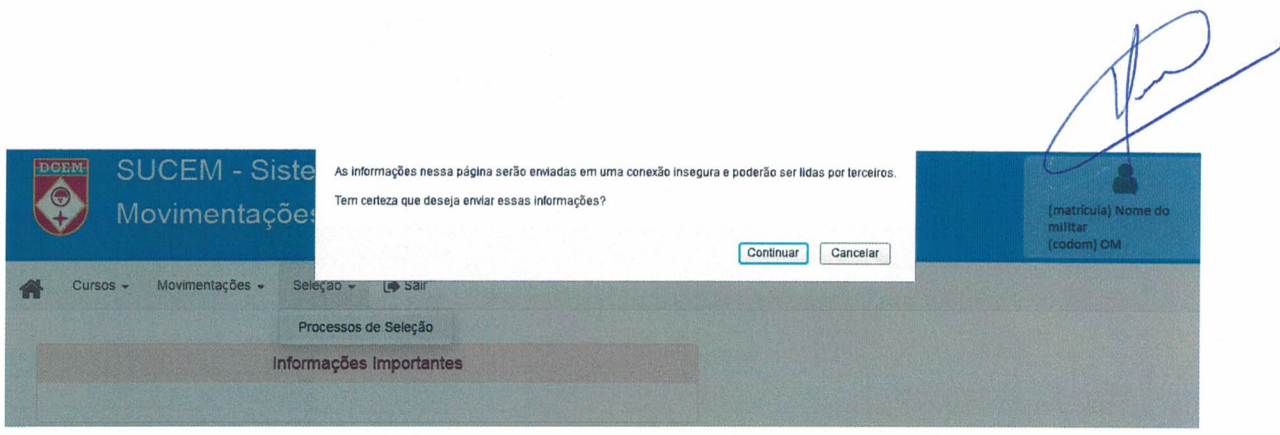 DCEM
SUCEM - Siste
Movimentações
As informações nessa página serão enviadas em uma conexão insegura e poderão ser lidas por terceiros.
Tem certeza que deseja enviar essas informações?
Continuar
Cancelar
(matrícula) Nome do
militar
(codom) OM
Cursos
Movimentações
Seleção
Sair
Processos de Seleção
Informações Importantes